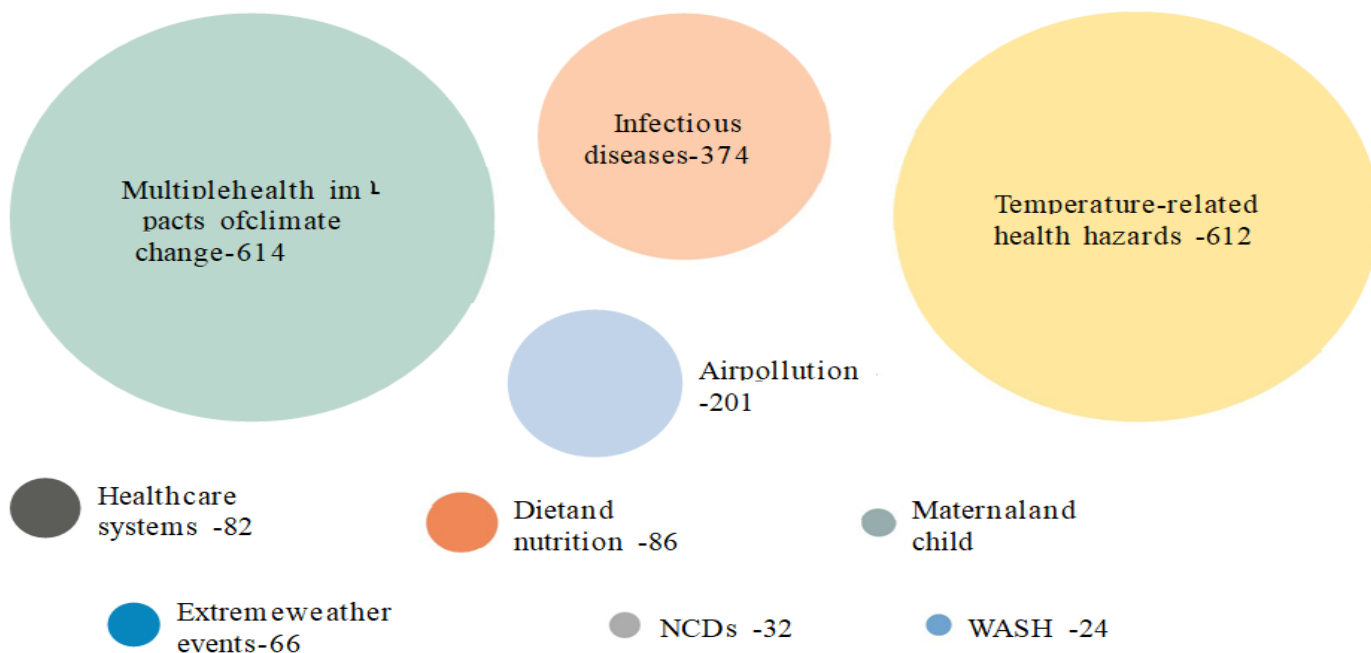 Infectious
diseases-374
Multiplehealth im
pacts ofclimate
change-614
Temperature-related
health hazards -612
Airpollution
-201
Healthcare
systems -82
Dietand
nutrition -86
Maternaland
child
Extremeweather
events-66
NCDs -32
WASH -24